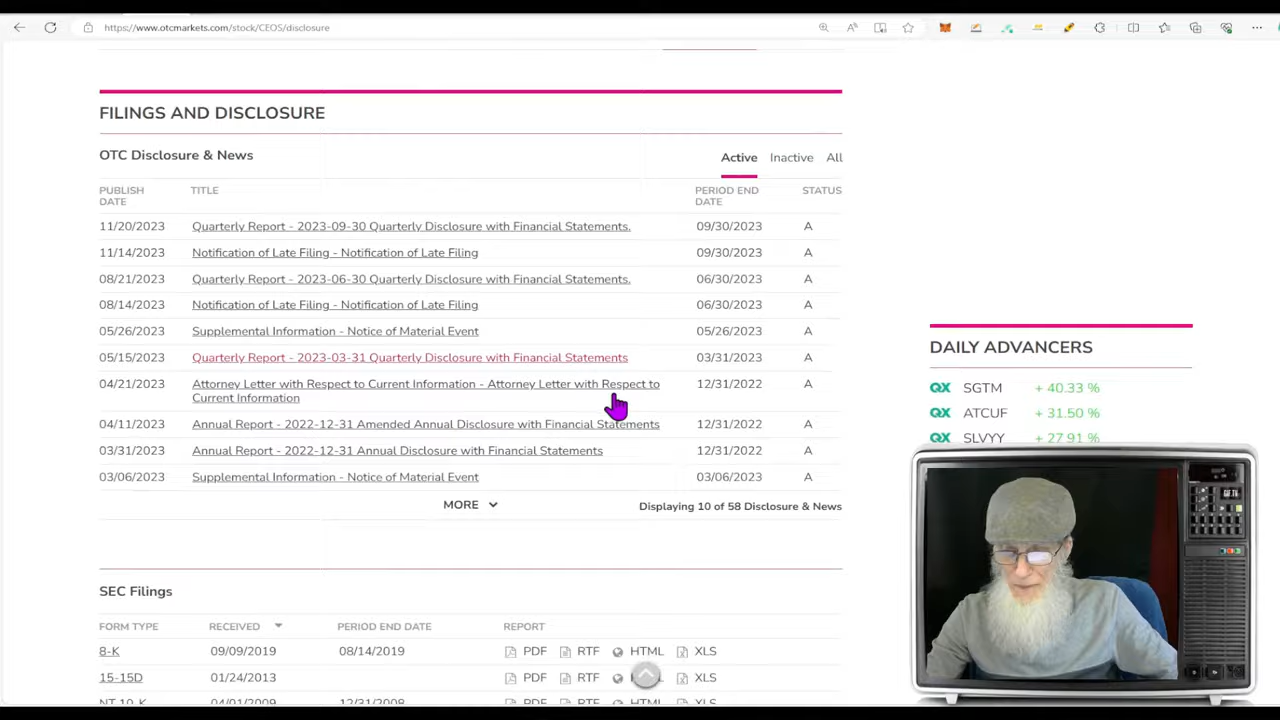 https://www.otcmarkets.com/stock/CEOS/disclosure
FILINGS AND DISCLOSURE
OTC Disclosure & News
Active Inactive All
PUBLISH DATE TITLE PERIOD END DATE STATUS
11/20/2023 Quarterly Report - 2023-09-30 Quarterly Disclosure with Financial Statements. 09/30/2023 A
11/14/2023 Notification of Late Filing - Notification of Late Filing 09/30/2023 A
08/21/2023 Quarterly Report - 2023-06-30 Quarterly Disclosure with Financial Statements. 06/30/2023 A
08/14/2023 Notification of Late Filing - Notification of Late Filing 06/30/2023 A
05/26/2023 Supplemental Information - Notice of Material Event 05/26/2023 A
05/15/2023 Quarterly Report - 2023-03-31 Quarterly Disclosure with Financial Statements 03/31/2023 A
04/21/2023 Attorney Letter with Respect to Current Information - Attorney Letter with Respect to 12/31/2022 A
Current Information
04/11/2023 Annual Report - 2022-12-31 Amended Annual Disclosure with Financial Statements 12/31/2022 A
03/31/2023 Annual Report - 2022-12-31 Annual Disclosure with Financial Statements 12/31/2022 A
03/06/2023 Supplemental Information - Notice of Material Event 03/06/2023 A
MORE Displaying 10 of 58 Disclosure & News
SEC Filings
FORM TYPE RECEIVED PERIOD END DATE REPORT
8-K 09/09/2019 08/14/2019 PDF RTF HTML XLS
15-15D 01/24/2013 PDF RTF XLS
NT 10-K 12/31/2008 PDF RTF HTML XLS
DAILY ADVANCERS
QX SGTM + 40.33 %
QX ATCUF + 31.50 %
QX SLVYY + 27.91 %